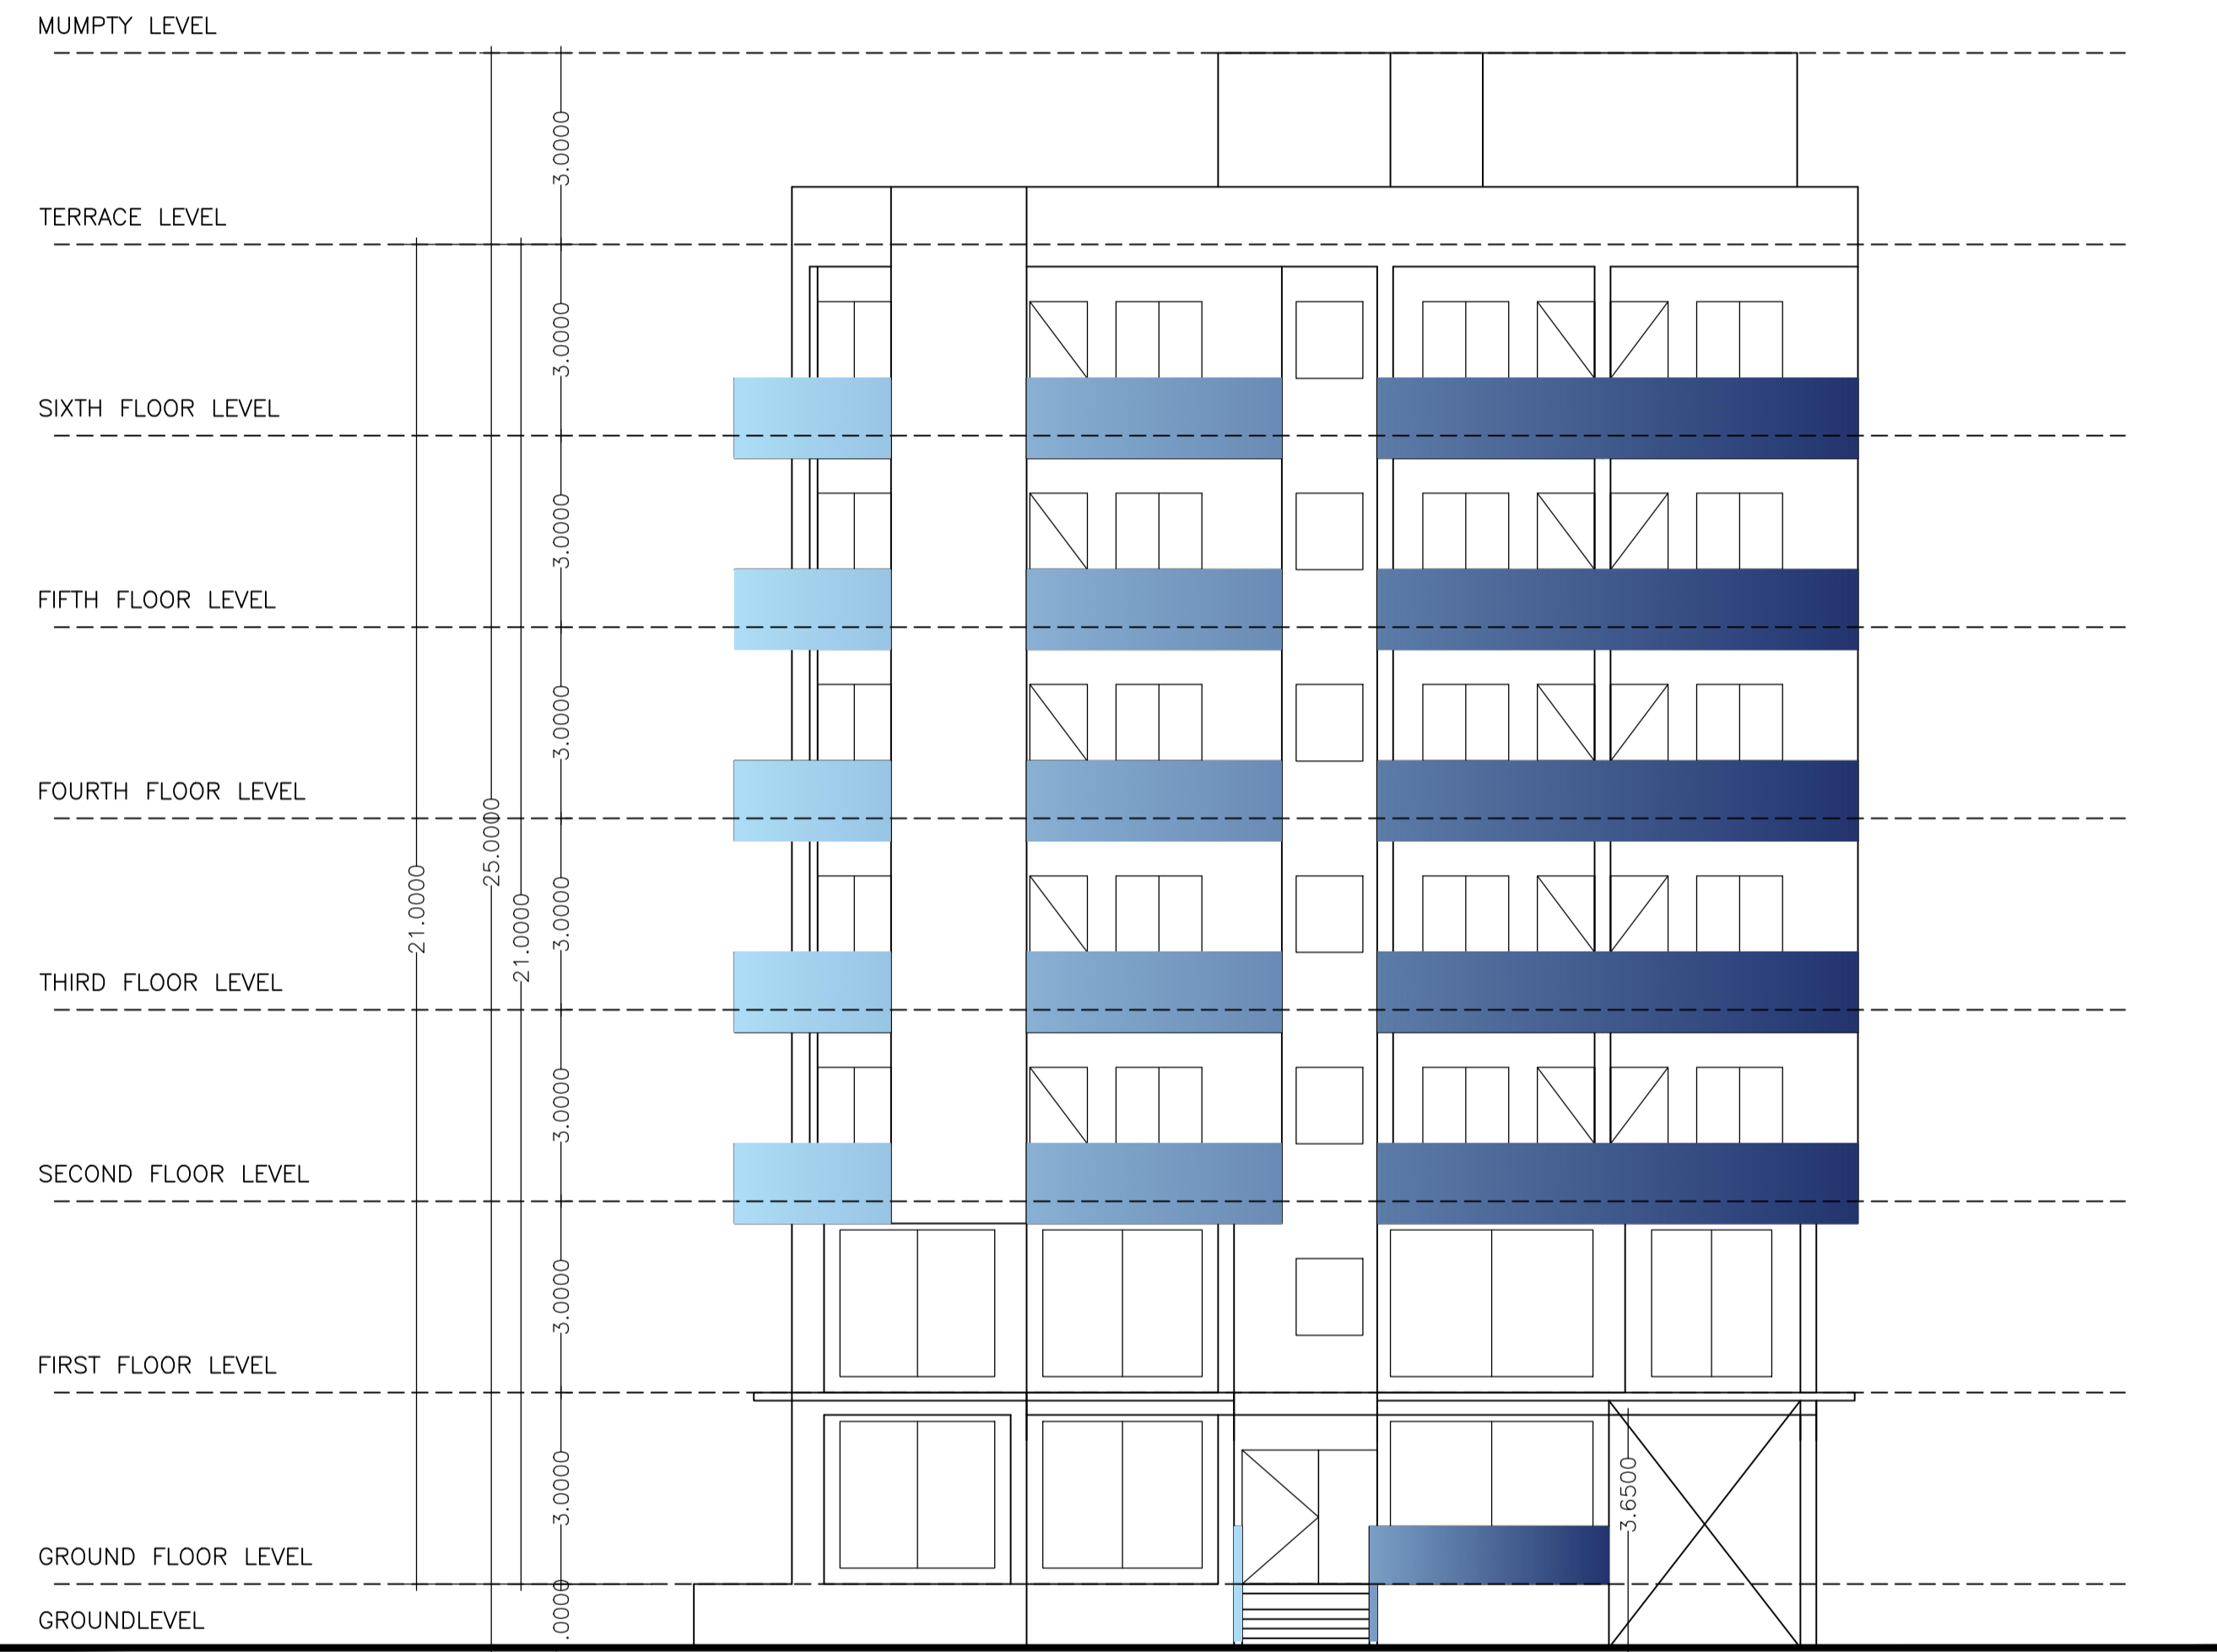 MUMPTY LEVEL
3.0000
TERRACE LEVEL
3.0000
SIXTH FLOOR LEVEL
3.0000
FIFTH FLOOR LEVEL
3.0000
FOURTH FLOOR LEVEL
25.0000
21.0000
21.0000
3.0000
THIRD FLOOR LEVEL
3.0000
SECOND FLOOR LEVEL
3.0000
FIRST FLOOR LEVEL
3.0000
3.6500
GROUND FLOOR LEVEL
.0000
GROUNDLEVEL